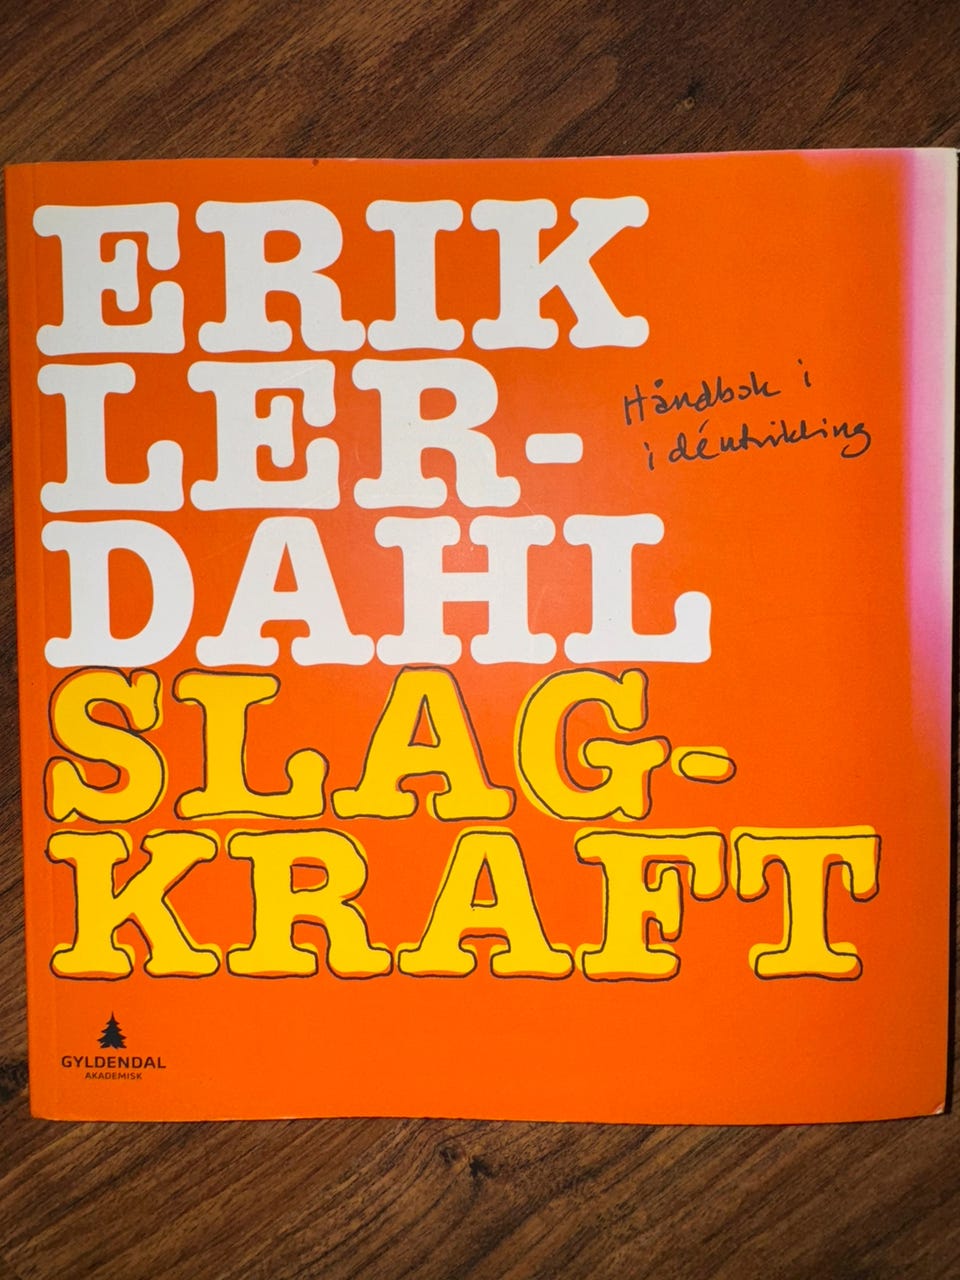 ERIK
LER-
DAHL
Håndbok i
idéutvikling
SLAG-
KRAFT
GYLDENDAL
AKADEMISK